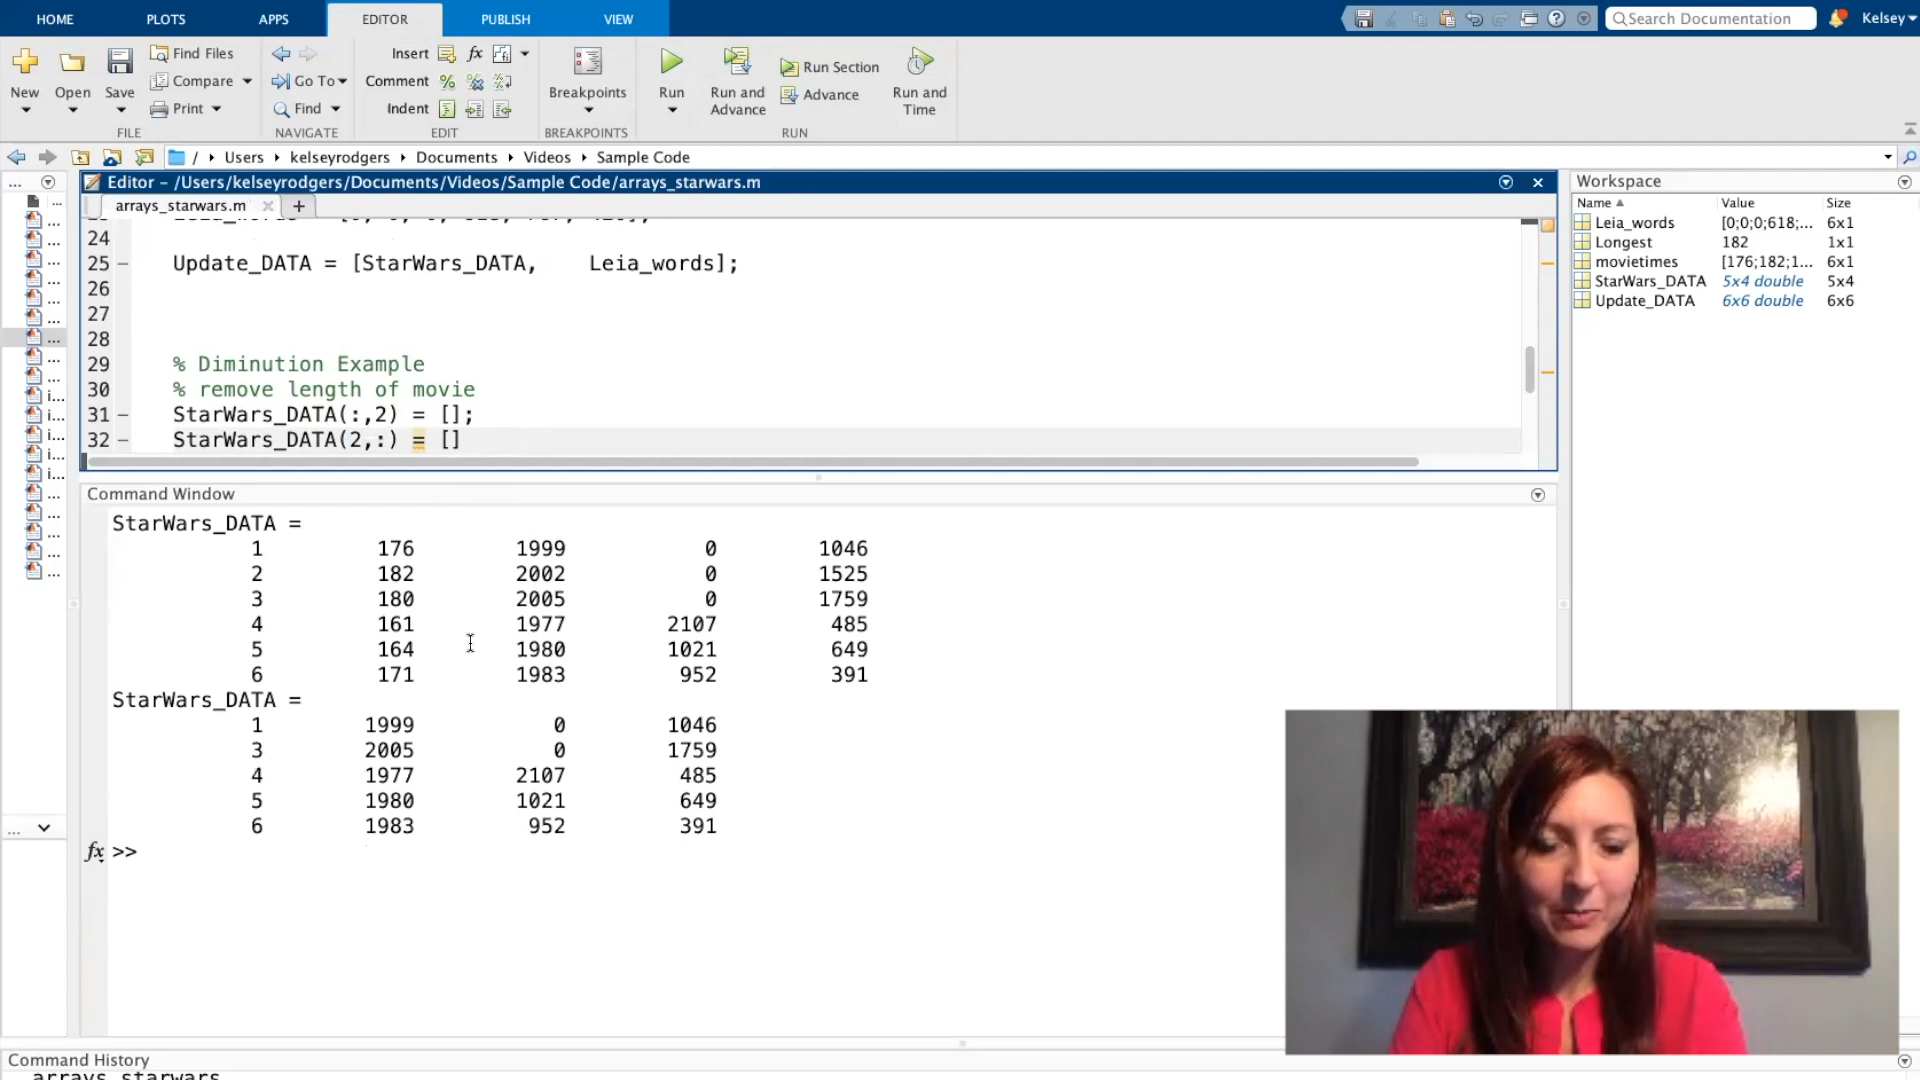 HOME PLOTS APPS EDITOR PUBLISH VIEW
Search Documentation
Kelsey
New Open Save
Find Files
Compare
Print
FILE
Go To
Find
NAVIGATE
Insert fx
Comment
Indent
EDIT
Breakpoints
BREAKPOINTS
Run
Run and Advance
Run Section
Advance
Run and Time
RUN
/ Users kelseyrodgers Documents Videos Sample Code
Editor – /Users/kelseyrodgers/Documents/Videos/Sample Code/arrays_starwars.m
arrays_starwars.m +
24
25 – Update_DATA = [StarWars_DATA, Leia_words];
26
27
28
29 % Diminution Example
30 % remove length of movie
31 – StarWars_DATA(:,2) = [];
32 – StarWars_DATA(2,:) = []
Command Window
StarWars_DATA =
1 176 1999 0 1046
2 182 2002 0 1525
3 180 2005 0 1759
4 161 1977 2107 485
5 164 1980 1021 649
6 171 1983 952 391
StarWars_DATA =
1 1999 0 1046
3 2005 0 1759
4 1977 2107 485
5 1980 1021 649
6 1983 952 391
fx >>
Workspace
Name Value Size
Leia_words [0;0;0;618;... 6x1
Longest 182 1x1
movietimes [176;182;1... 6x1
StarWars_DATA 5x4 double 5x4
Update_DATA 6x6 double 6x6
Command History
arrays_starwars